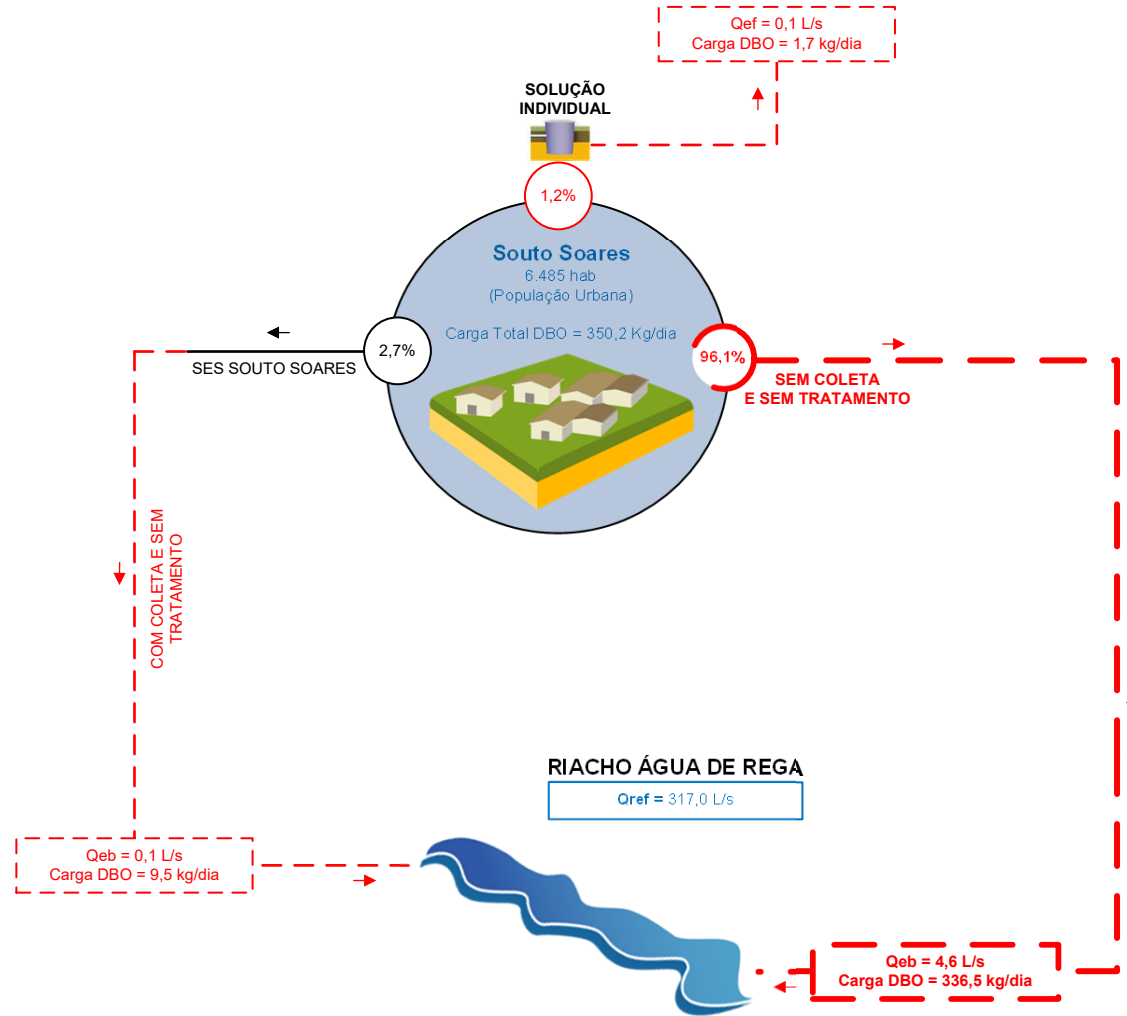 Qef = 0,1 L/s
Carga DBO = 1,7 kg/dia
SOLUÇÃO
INDIVIDUAL
1,2%
Souto Soares
6.485 hab
(População Urbana)
Carga Total DBO = 350,2 Kg/dia
2,7%
SES SOUTO SOARES
96,1%
SEM COLETA
E SEM TRATAMENTO
COM COLETA E SEM
TRATAMENTO
RIACHO ÁGUA DE REGA
Qref = 317,0 L/s
Qeb = 0,1 L/s
Carga DBO = 9,5 kg/dia
Qeb = 4,6 L/s
Carga DBO = 336,5 kg/dia